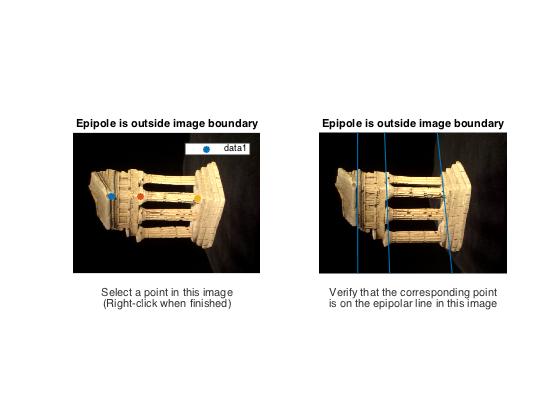 Epipole is outside image boundary
data1
Select a point in this image
(Right-click when finished)
Epipole is outside image boundary
Verify that the corresponding point
is on the epipolar line in this image